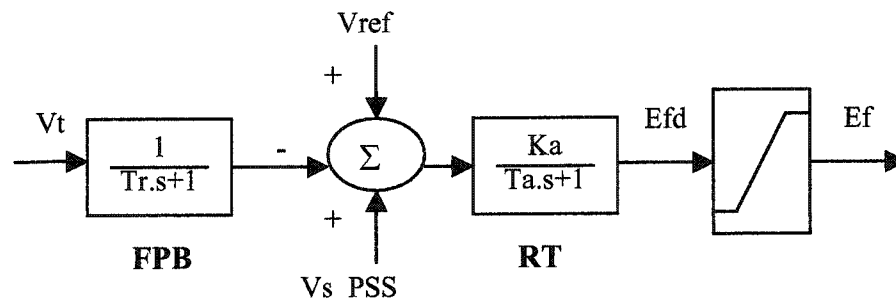 Vref
+
Vt
1
Tr.s+1
-
Σ
Ka
Ta.s+1
Efd
Ef
+
FPB
RT
Vs PSS